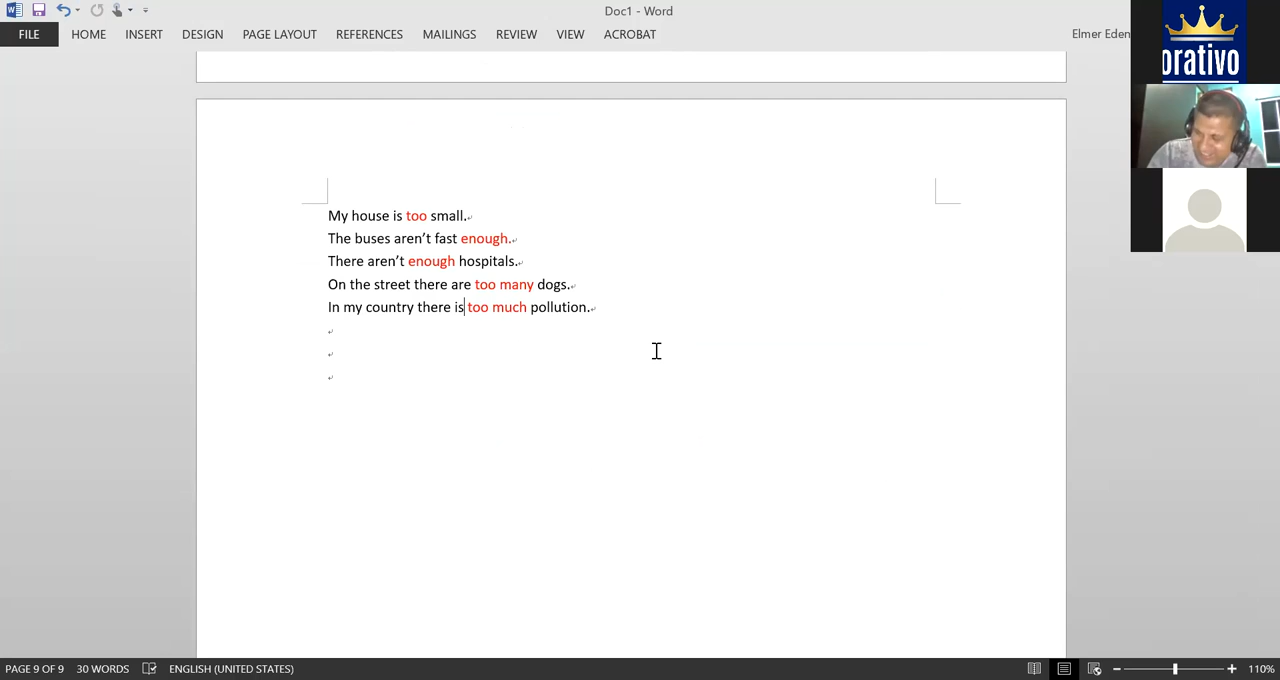 Doc1 - Word
FILE HOME INSERT DESIGN PAGE LAYOUT REFERENCES MAILINGS REVIEW VIEW ACROBAT
Elmer Eden
orativo
My house is too small.
The buses aren’t fast enough.
There aren’t enough hospitals.
On the street there are too many dogs.
In my country there is too much pollution.
PAGE 9 OF 9 30 WORDS ENGLISH (UNITED STATES) 110%